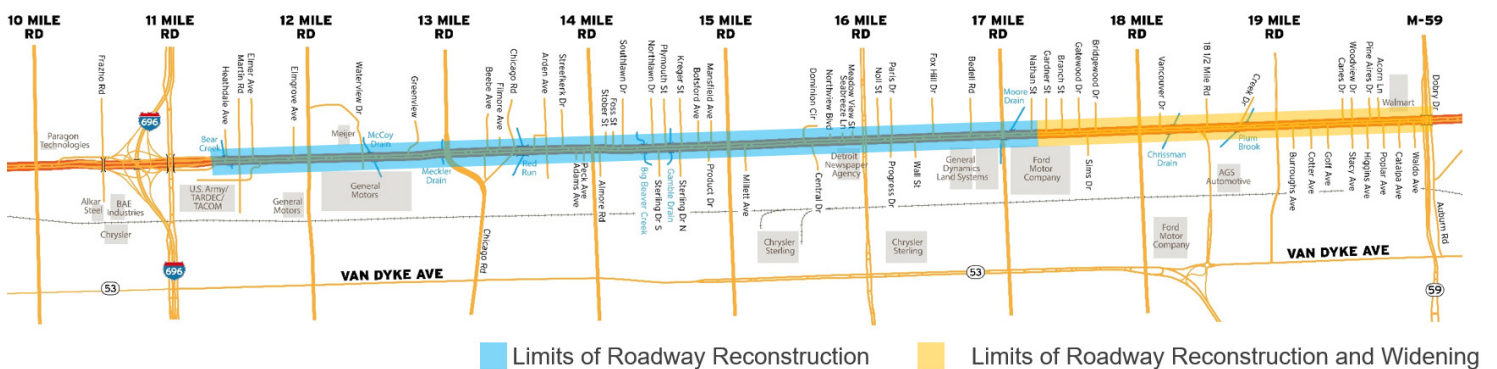 10 MILE
RD
11 MILE
RD
12 MILE
RD
13 MILE
RD
14 MILE
RD
15 MILE
RD
16 MILE
RD
17 MILE
RD
18 MILE
RD
19 MILE
RD
M-59
Frazho Rd
Heathdale Ave
Martin Rd
Elmer Ave
Elmgrove Ave
Waterview Dr
Greenview
Beebe Ave
Filmore Ave
Chicago Rd
Arden Ave
Streefkerk Dr
Stober St
Foss St
Southlawn Dr
Northlawn Dr
Plymouth St
Kreger St
Botsford Ave
Mansfield Ave
Dominion Cir
Northview Blvd
Seabreeze Ln
Meadow View St
Noll St
Paris Dr
Fox Hill Dr
Bedell Rd
Moore
Drain
Nathan St
Gardner St
Branch St
Gatewood Dr
Bridgewood Dr
Vancouver Dr
18 1/2 Mile Rd
Creek Dr
Canes Dr
Woodview Dr
Pine Aires Dr
Acorn Ln
Walmart
Dobry Dr
696
Paragon
Technologies
Bear
Creek
Meijer
McCoy
Drain
Meckler
Drain
Red
Run
Alkar
Steel
BAE
Industries
Chrysler
U.S. Army/
TARDEC/
TACOM
General
Motors
General
Motors
Chicago Rd
Adams Ave
Peck Ave
Almore Rd
Big Beaver Creek
Sterling Dr S
Gamble Drain
Sterling Dr N
Product Dr
Millett Ave
Central Dr
Detroit
Newspaper
Agency
Progress Dr
Wall St
General
Dynamics
Land Systems
Ford
Motor
Company
Sims Dr
Chrissman
Drain
Plum
Brook
AGS
Automotive
Burroughs Ave
Cotter Ave
Goff Ave
Stacy Ave
Higgins Ave
Poplar Ave
Catalpa Ave
Waldo Ave
Auburn Rd
Chrysler
Sterling
Chrysler
Sterling
Ford
Motor
Company
696
VAN DYKE AVE
VAN DYKE AVE
53
53
59
Limits of Roadway Reconstruction
Limits of Roadway Reconstruction and Widening